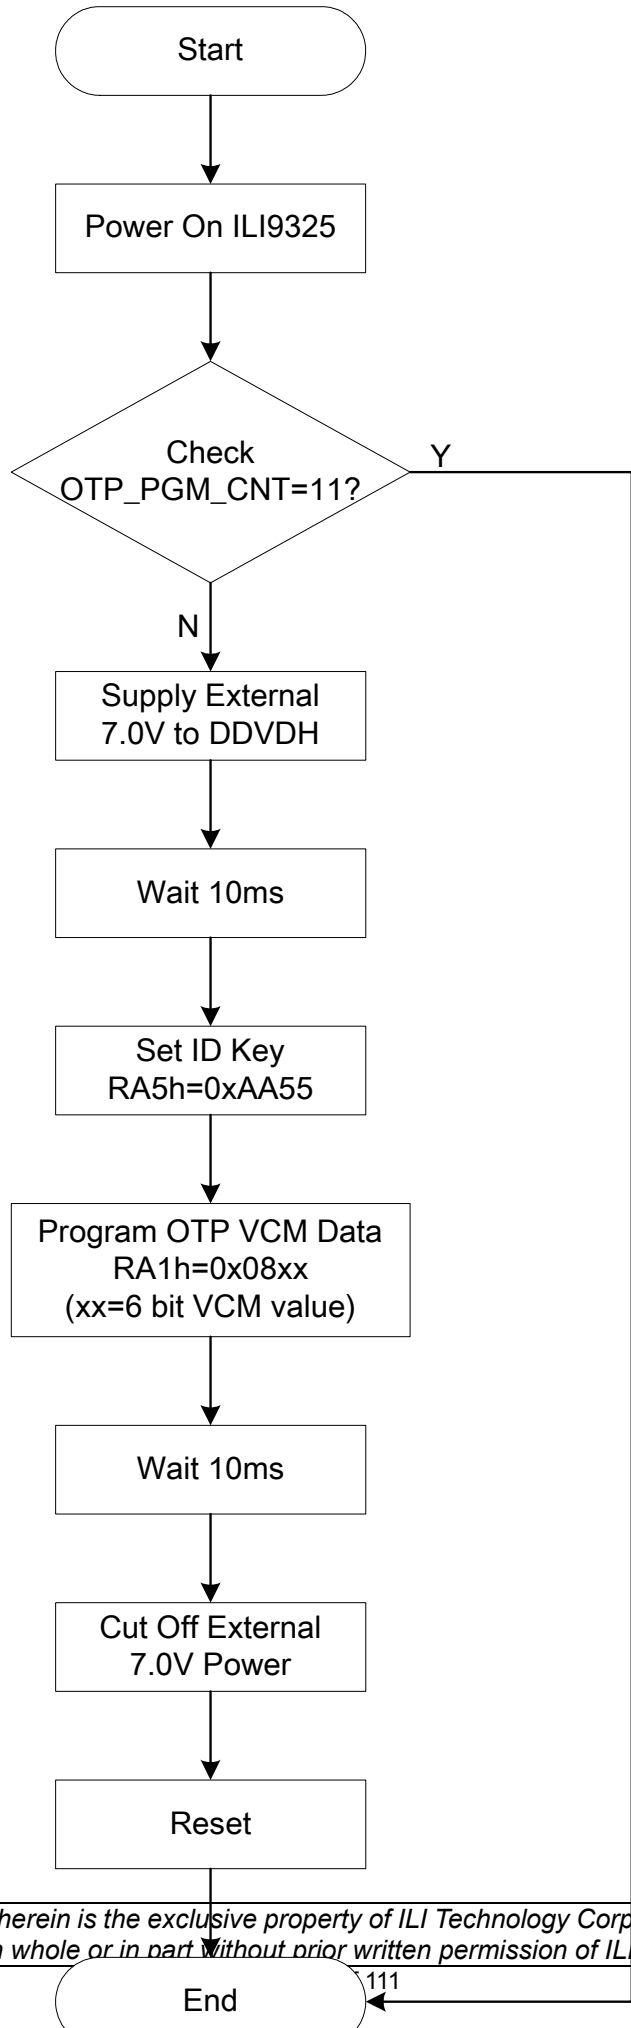 Start
Power On ILI9325
Check
OTP_PGM_CNT=11?
Y
N
Supply External
7.0V to DDVDH
Wait 10ms
Set ID Key
RA5h=0xAA55
Program OTP VCM Data
RA1h=0x08xx
(xx=6 bit VCM value)
Wait 10ms
Cut Off External
7.0V Power
Reset
herein is the exclusive property of ILI Technology Corp
whole or in part without prior written permission of ILI
111
End